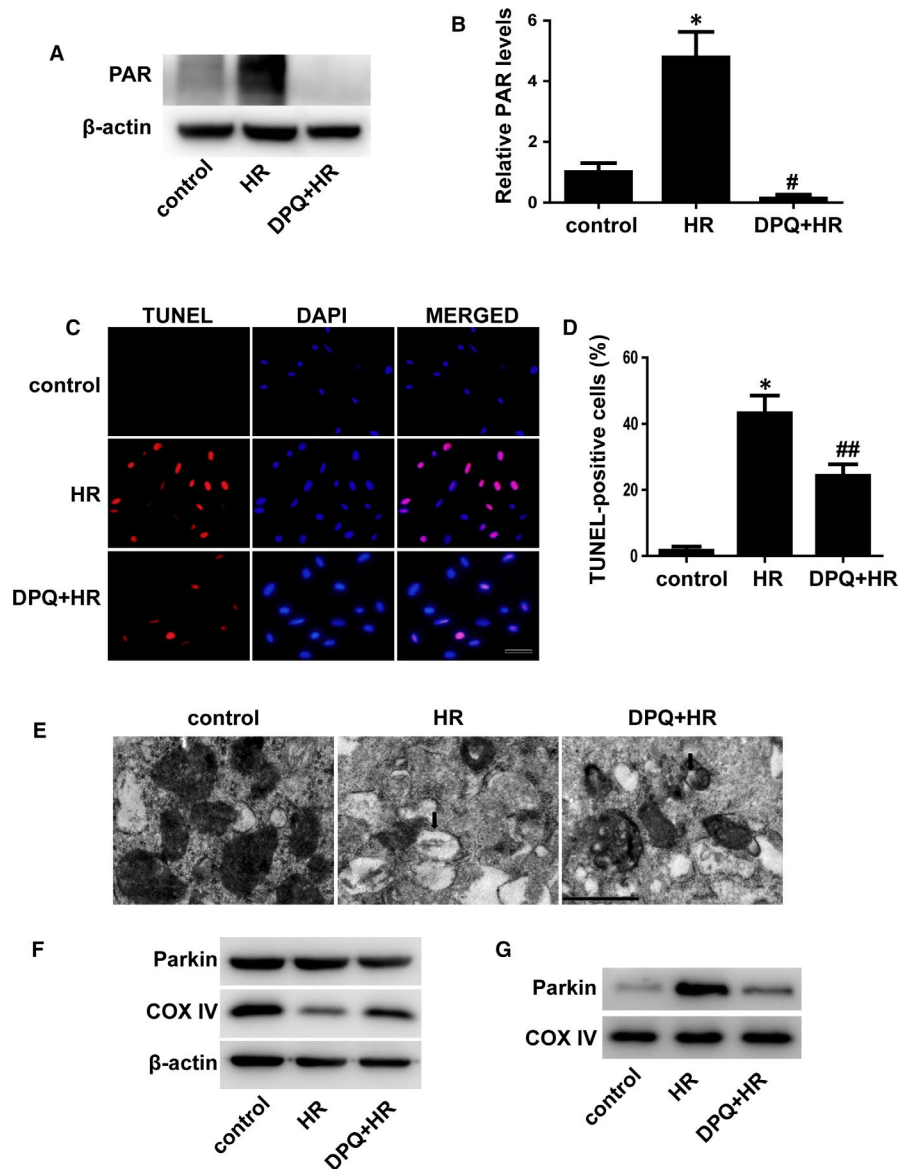 A
PAR
β-actin
control HR DPQ+HR
B
Relative PAR levels
6
4
2
0
*
#
control HR DPQ+HR
C
TUNEL DAPI MERGED
control
HR
DPQ+HR
D
TUNEL-positive cells (%)
60
40
20
0
*
##
control HR DPQ+HR
E
control HR DPQ+HR
F
Parkin
COX IV
β-actin
control HR DPQ+HR
G
Parkin
COX IV
control HR DPQ+HR